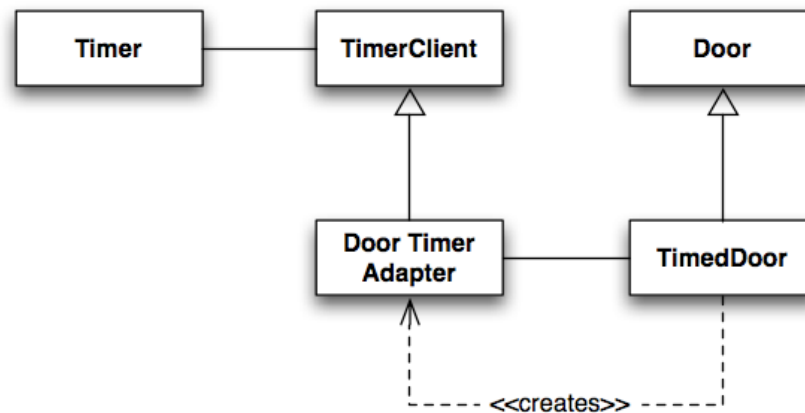 Timer
TimerClient
Door
Door Timer
Adapter
TimedDoor
<<creates>>